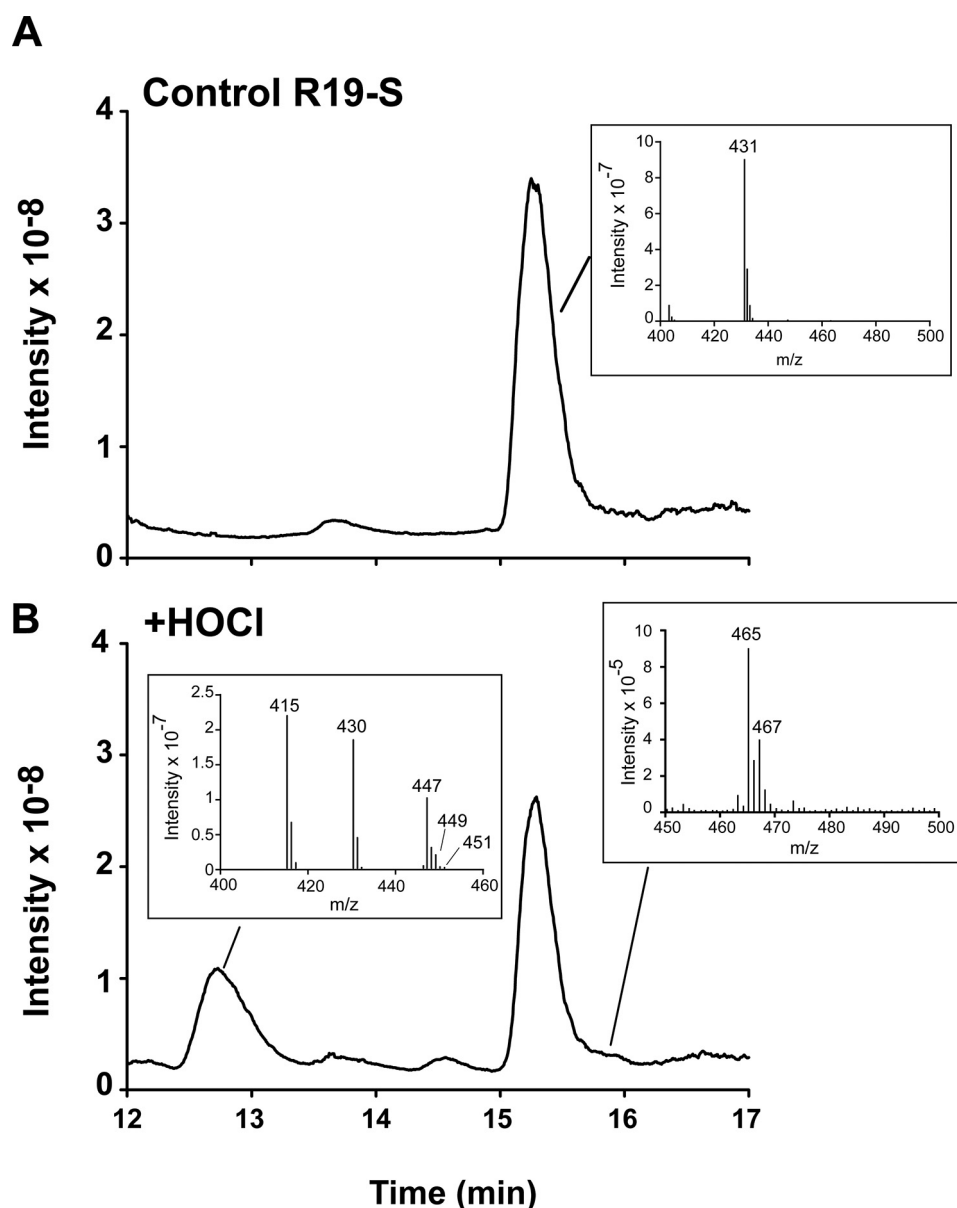 A
Control R19-S
4
3
2
1
0
Intensity x 10-8
10
8
6
4
2
0
Intensity x 10-7
431
400 420 440 460 480 500
m/z
B
+HOCl
4
3
2
1
0
Intensity x 10-8
2.5
2
1.5
1
0.5
0
Intensity x 10-7
415
430
447
449
451
400 420 440 460
m/z
10
8
6
4
2
0
Intensity x 10-5
465
467
450 460 470 480 490 500
m/z
12 13 14 15 16 17
Time (min)